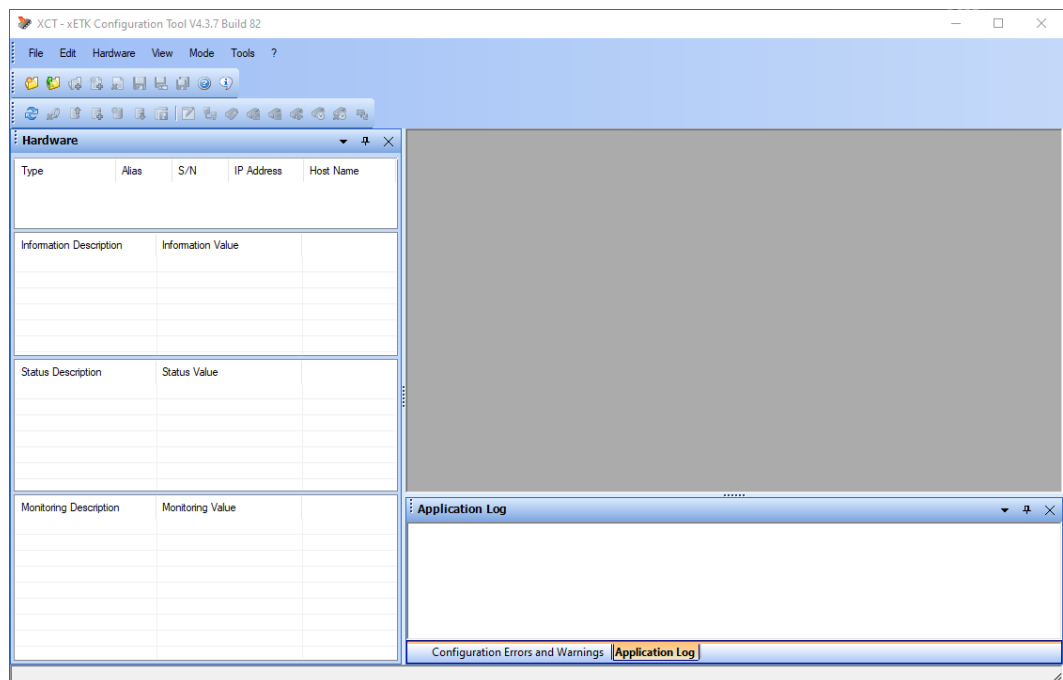 XCT - xETK Configuration Tool V4.3.7 Build 82
File Edit Hardware View Mode Tools ?
Hardware
Type Alias S/N IP Address Host Name
Information Description Information Value
Status Description Status Value
Monitoring Description Monitoring Value
Application Log
Configuration Errors and Warnings Application Log